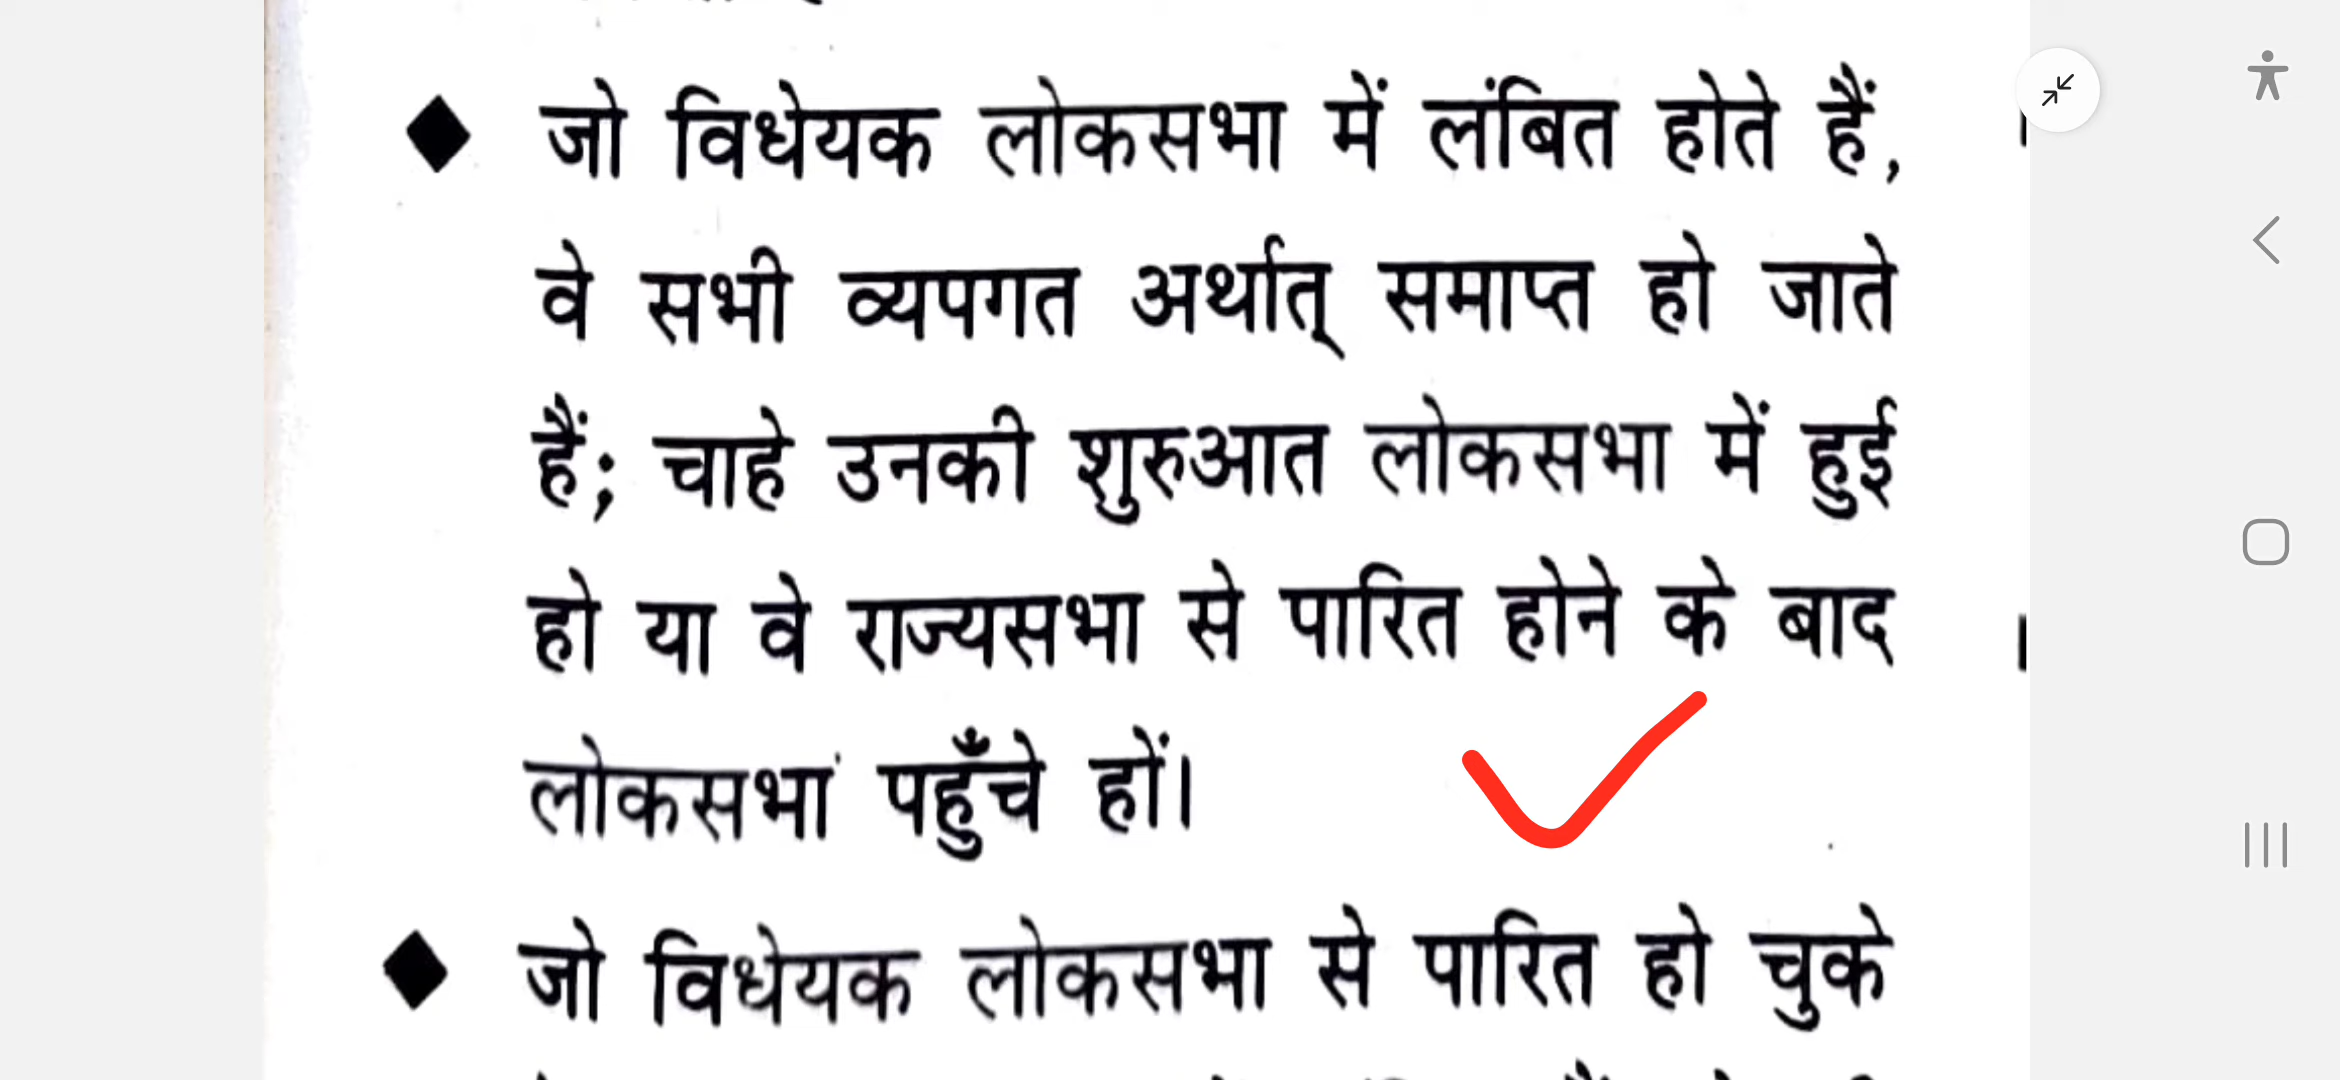 ◆ जो विधेयक लोकसभा में लंबित होते हैं,
वे सभी व्यपगत अर्थात् समाप्त हो जाते
हैं; चाहे उनकी शुरुआत लोकसभा में हुई
हो या वे राज्यसभा से पारित होने के बाद
लोकसभा पहुँचे हों।
◆ जो विधेयक लोकसभा से पारित हो चुके